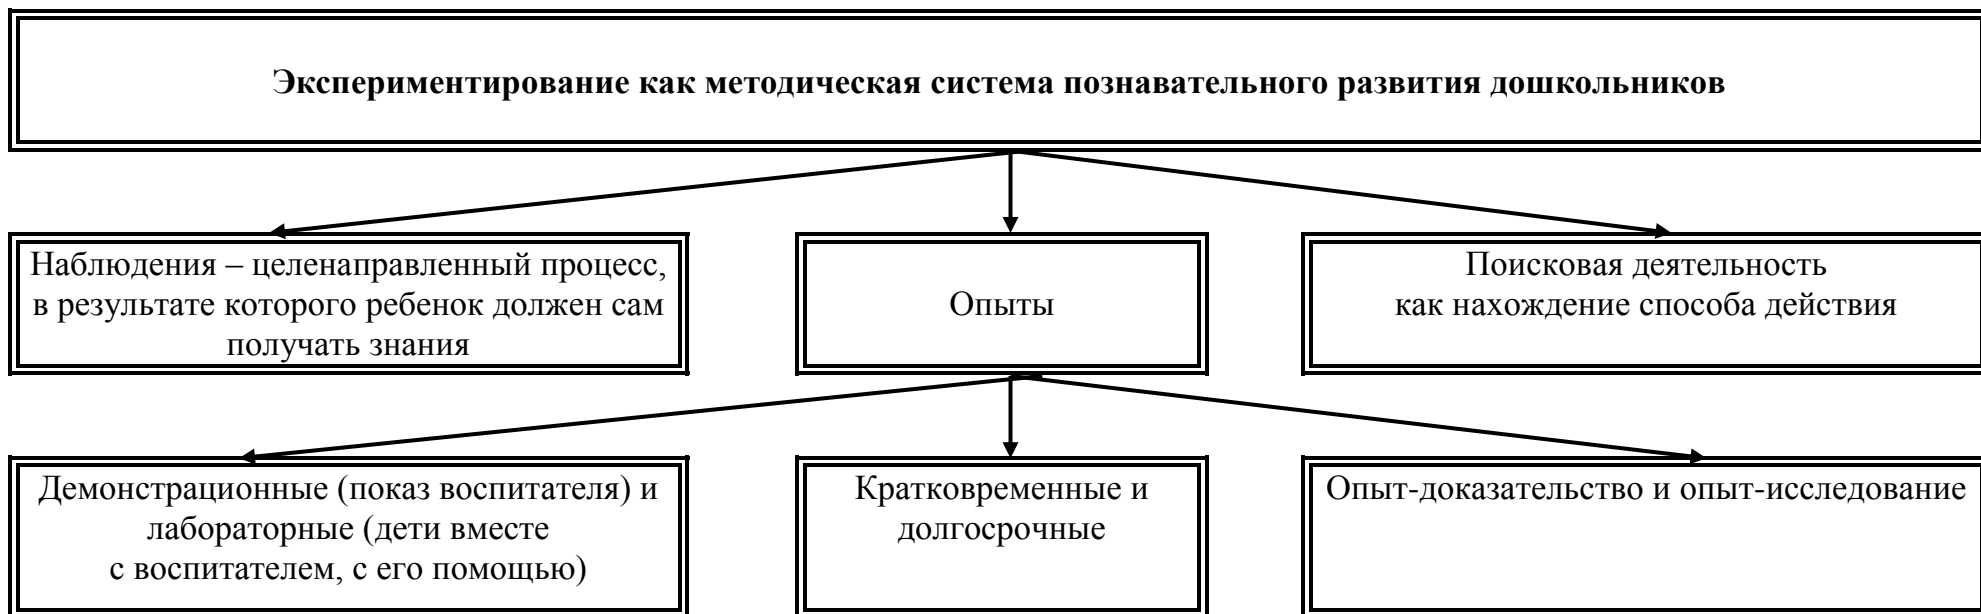 Экспериментирование как методическая система познавательного развития дошкольников
Наблюдения – целенаправленный процесс,
в результате которого ребенок должен сам
получать знания
Опыты
Поисковая деятельность
как нахождение способа действия
Демонстрационные (показ воспитателя) и
лабораторные (дети вместе
с воспитателем, с его помощью)
Кратковременные и
долгосрочные
Опыт-доказательство и опыт-исследование